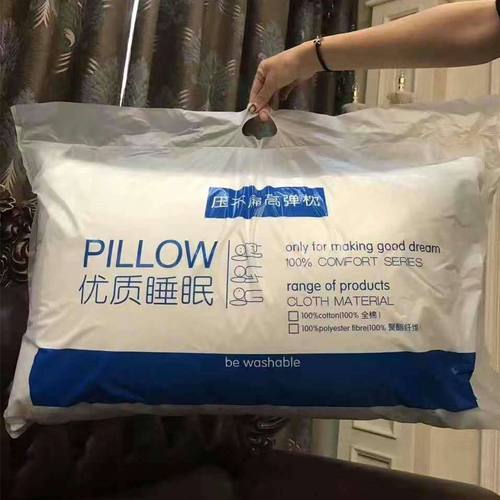 压不扁高弹枕
PILLOW
优质睡眠
only for making good dream
100% COMFORT SERIES
range of products
CLOTH MATERIAL
100%cotton(100% 全棉)
100%polyester fibre(100% 聚酯纤维)
be washable